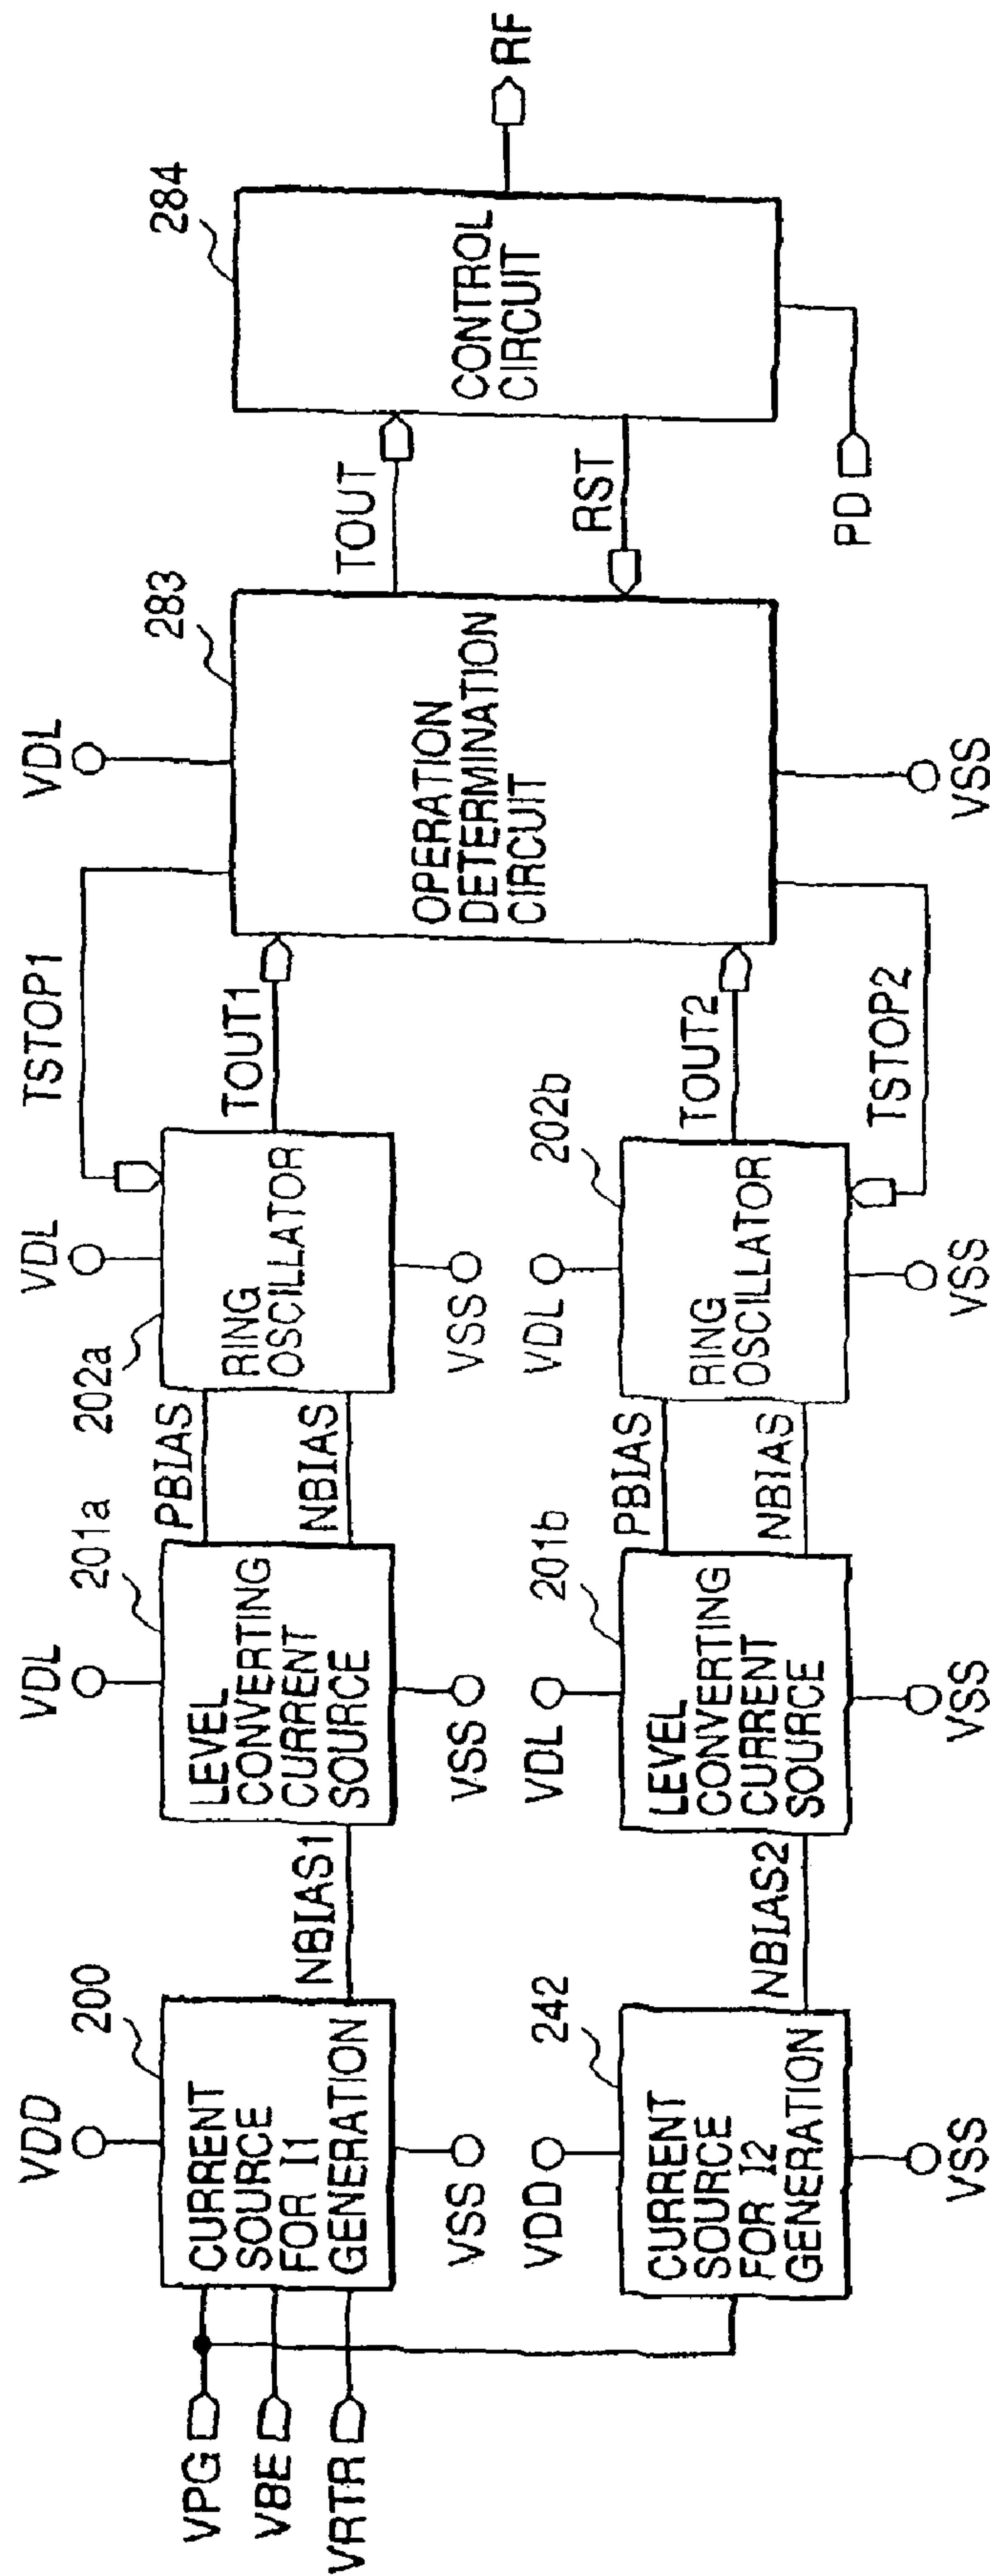 VDD
200
VPG
VBE
VRTR
CURRENT
SOURCE
FOR I1
GENERATION
VSS
NBIAS1
VDL
201a
LEVEL
CONVERTING
CURRENT
SOURCE
VSS
PBIAS
NBIAS
VDL
202a
RING
OSCILLATOR
VSS
TSTOP1
TOUT1
VDD
242
CURRENT
SOURCE
FOR I2
GENERATION
VSS
NBIAS2
VDL
201b
LEVEL
CONVERTING
CURRENT
SOURCE
VSS
PBIAS
NBIAS
VDL
202b
RING
OSCILLATOR
VSS
TOUT2
TSTOP2
VDL
283
OPERATION
DETERMINATION
CIRCUIT
VSS
TOUT
RST
284
CONTROL
CIRCUIT
PD
RF